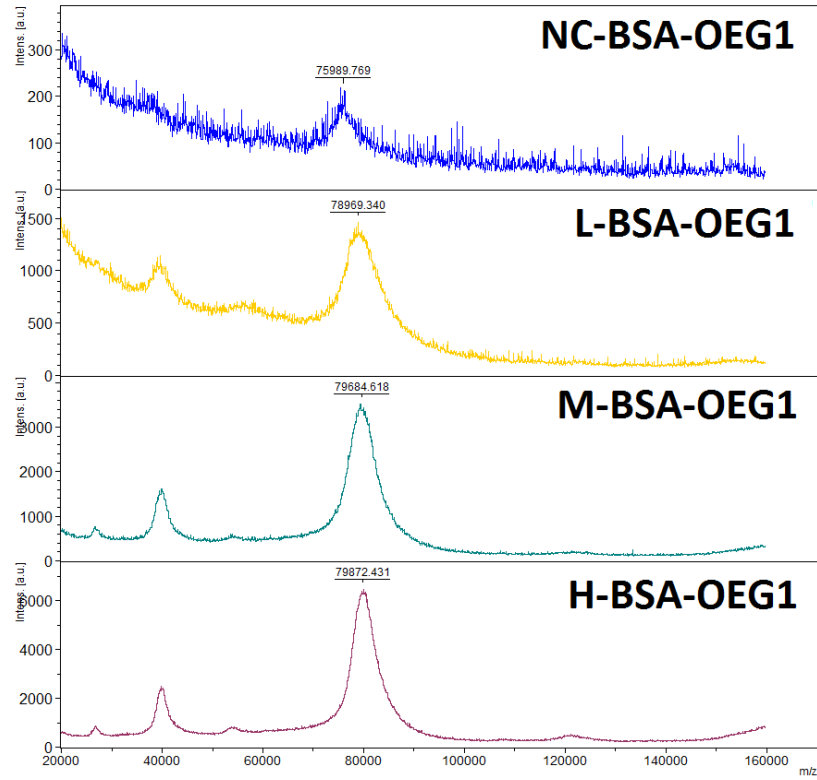 NC-BSA-OEG1
Intens. [a.u.]
75989.769
300
200
100
0
L-BSA-OEG1
Intens. [a.u.]
78969.340
1500
1000
500
0
M-BSA-OEG1
Intens. [a.u.]
79684.618
3000
2000
1000
0
H-BSA-OEG1
Intens. [a.u.]
79872.431
6000
4000
2000
0
20000 40000 60000 80000 100000 120000 140000 160000
m/z